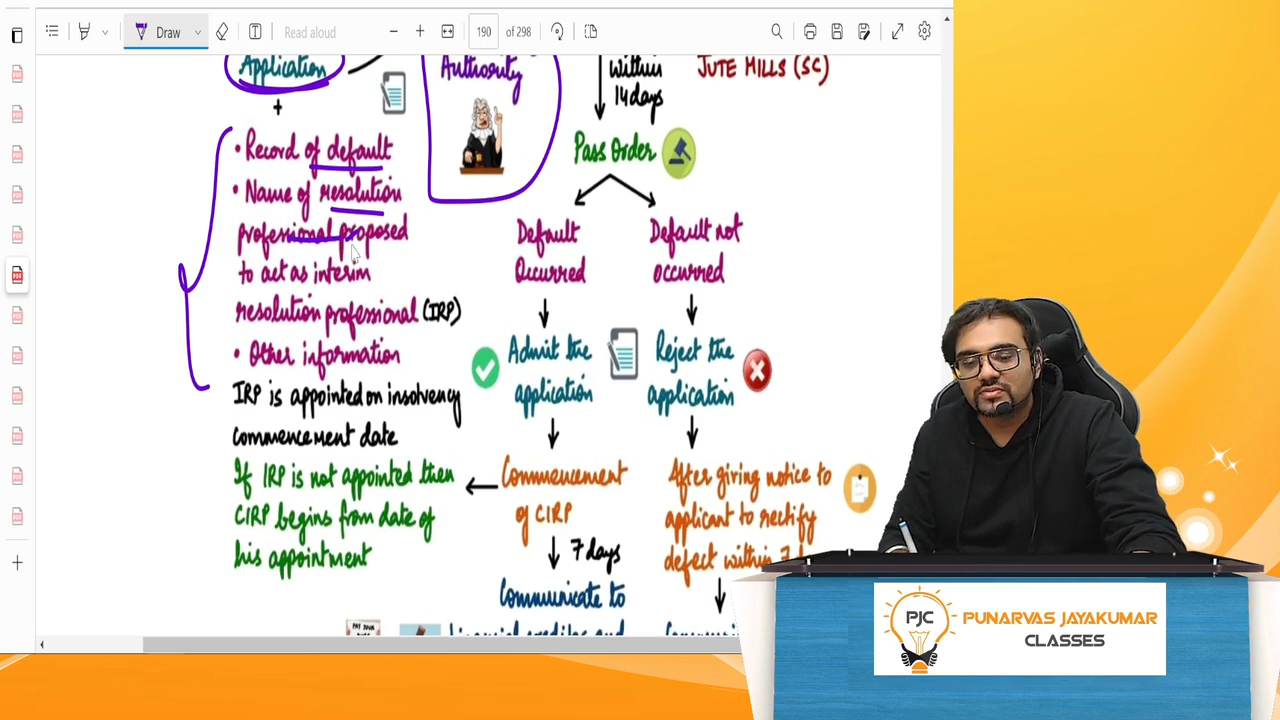 Draw
Read aloud
190 of 298
Application
+
• Record of default
• Name of resolution
professional proposed
to act as interim
resolution professional (IRP)
• Other information
IRP is appointed on insolvency
commencement date
If IRP is not appointed then
CIRP begins from date of
his appointment
Authority
within
14 days
JUTE MILLS (SC)
Pass Order
Default
Occurred
Default not
occurred
Admit the
application
Reject the
application
Commencement
of CIRP
After giving notice to
applicant to rectify
defect within 7
7 days
Communicate to
financial creditor and
PJC
PUNARVAS JAYAKUMAR
CLASSES